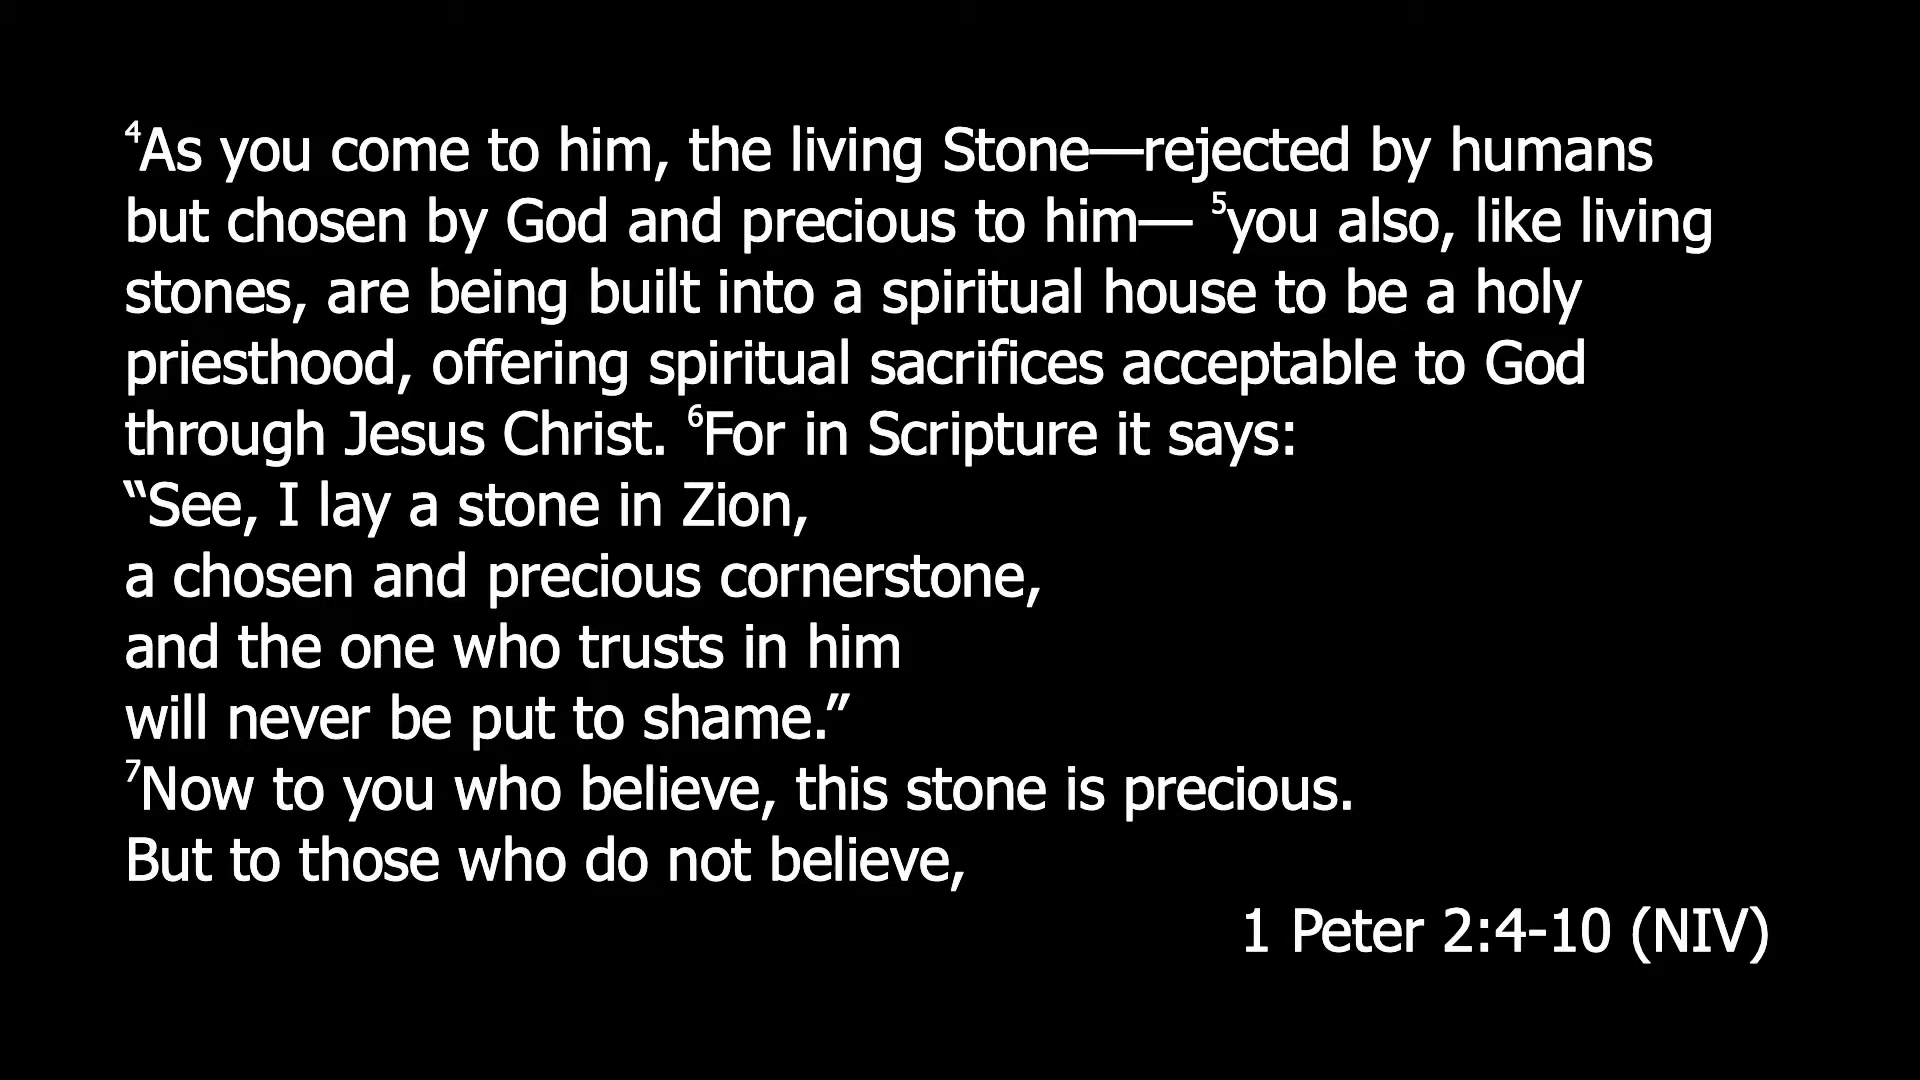 ⁴As you come to him, the living Stone—rejected by humans
but chosen by God and precious to him— ⁵you also, like living
stones, are being built into a spiritual house to be a holy
priesthood, offering spiritual sacrifices acceptable to God
through Jesus Christ. ⁶For in Scripture it says:
“See, I lay a stone in Zion,
a chosen and precious cornerstone,
and the one who trusts in him
will never be put to shame.”
⁷Now to you who believe, this stone is precious.
But to those who do not believe,
1 Peter 2:4-10 (NIV)